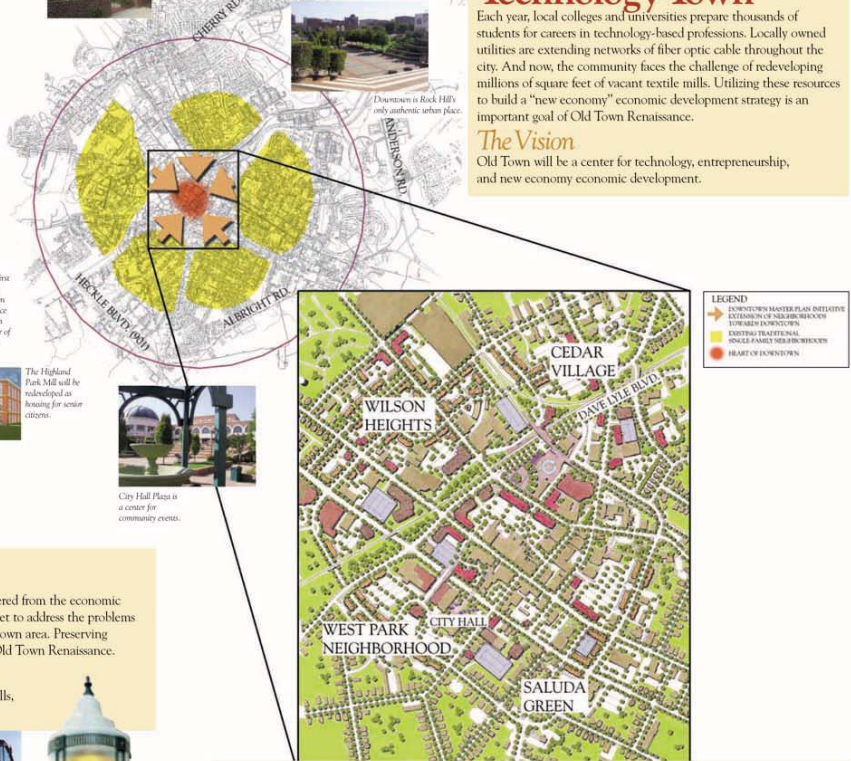 Technology Town
Each year, local colleges and universities prepare thousands of
students for careers in technology-based professions. Locally owned
utilities are extending networks of fiber optic cable throughout the
city. And now, the community faces the challenge of redeveloping
millions of square feet of vacant textile mills. Utilizing these resources
to build a “new economy” economic development strategy is an
important goal of Old Town Renaissance.
The Vision
Old Town will be a center for technology, entrepreneurship,
and new economy economic development.
CHERRY RD.
Downtown is Rock Hill's
only authentic urban place.
ANDERSON RD.
HECKLE BLVD. (901)
ALBRIGHT RD.
The Highland
Park Mill will be
redeveloped as
housing for senior
citizens.
City Hall Plaza is
a center for
community events.
LEGEND
DOWNTOWN MASTER PLAN INITIATIVE
EXTENSION OF NEIGHBORHOODS
TOWARDS DOWNTOWN
EXISTING TRADITIONAL
SINGLE-FAMILY NEIGHBORHOODS
HEART OF DOWNTOWN
CEDAR
VILLAGE
DAVE LYLE BLVD.
WILSON
HEIGHTS
CITY HALL
WEST PARK
NEIGHBORHOOD
SALUDA
GREEN
from the economic
to address the problems
area. Preserving
Old Town Renaissance.